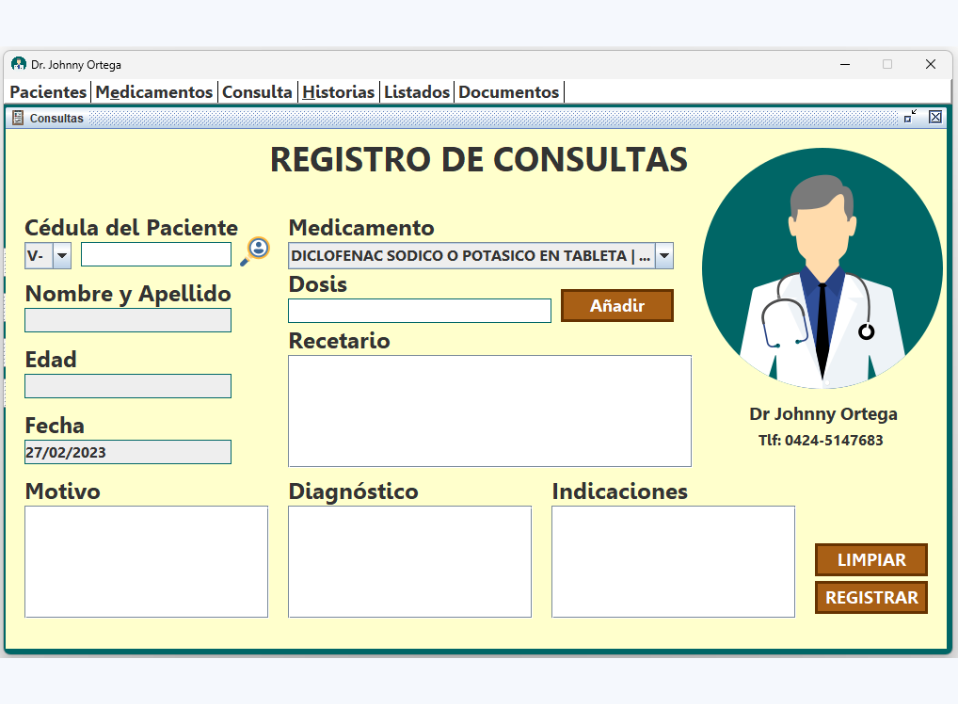 Dr. Johnny Ortega
Pacientes Medicamentos Consulta Historias Listados Documentos
Consultas
REGISTRO DE CONSULTAS
Cédula del Paciente
V-
Nombre y Apellido
Edad
Fecha
27/02/2023
Medicamento
DICLOFENAC SODICO O POTASICO EN TABLETA | ...
Dosis
Añadir
Recetario
Dr Johnny Ortega
Tlf: 0424-5147683
Motivo
Diagnóstico
Indicaciones
LIMPIAR
REGISTRAR